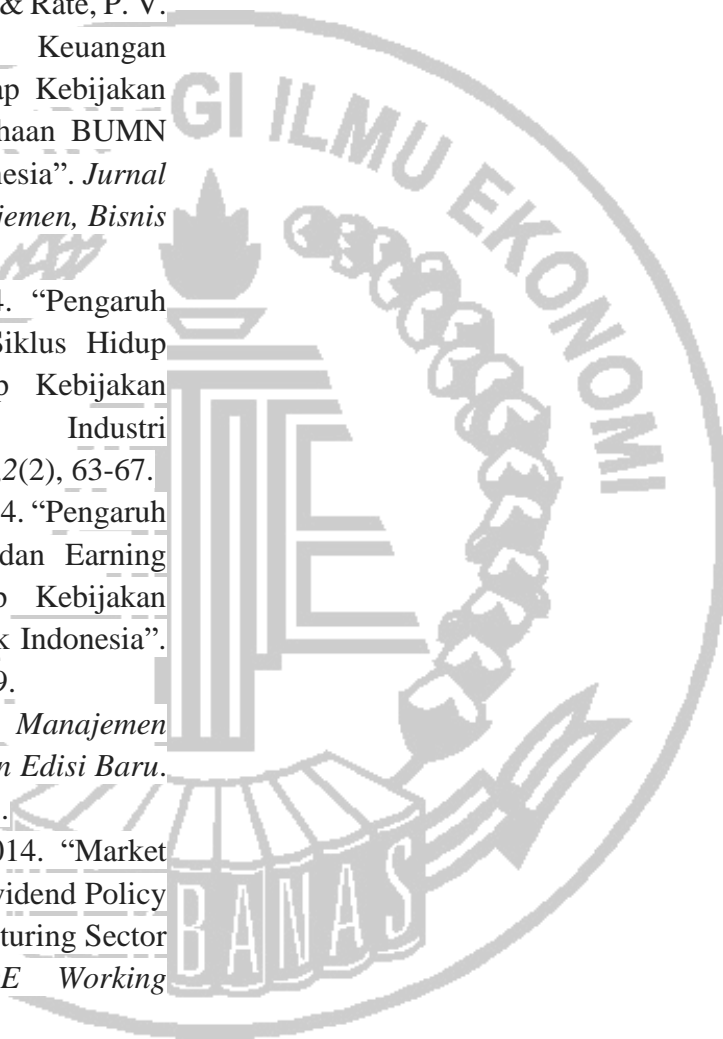 & Rate, P. V.
Keuangan
ap Kebijakan
haan BUMN
nesia”. Jurnal
jemen, Bisnis
4. “Pengaruh
Siklus Hidup
p Kebijakan
Industri
2(2), 63-67.
4. “Pengaruh
dan Earning
p Kebijakan
k Indonesia”.
9.
Manajemen
n Edisi Baru.
.
014. “Market
vidend Policy
turing Sector
E Working
GI ILMU EKONOMI
BANAS